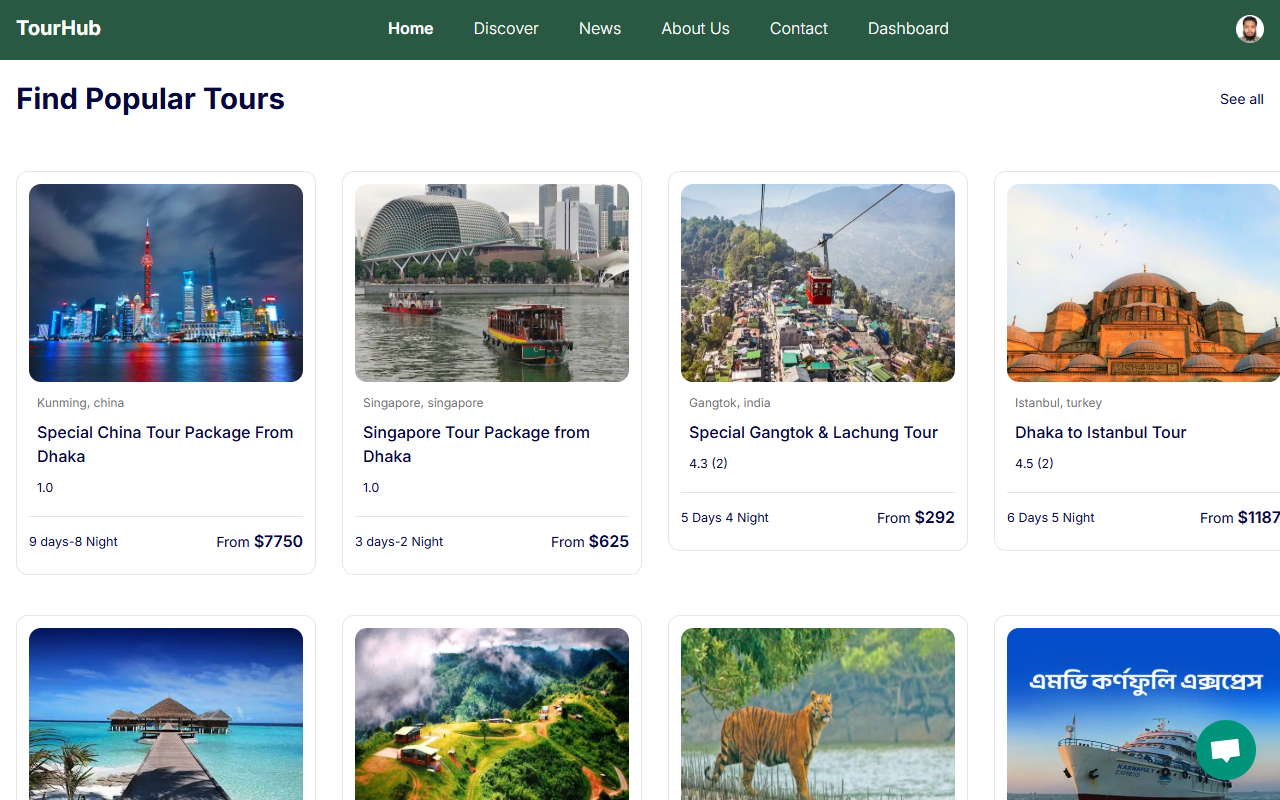 TourHub
Home
Discover
News
About Us
Contact
Dashboard
Find Popular Tours
See all
Kunming, china
Special China Tour Package From
Dhaka
1.0
9 days-8 Night
From $7750
Singapore, singapore
Singapore Tour Package from
Dhaka
1.0
3 days-2 Night
From $625
Gangtok, india
Special Gangtok & Lachung Tour
4.3 (2)
5 Days 4 Night
From $292
Istanbul, turkey
Dhaka to Istanbul Tour
4.5 (2)
6 Days 5 Night
From $1187
এমভি কর্ণফুলি এক্সপ্রেস
KARNAFULY
EXPRESS